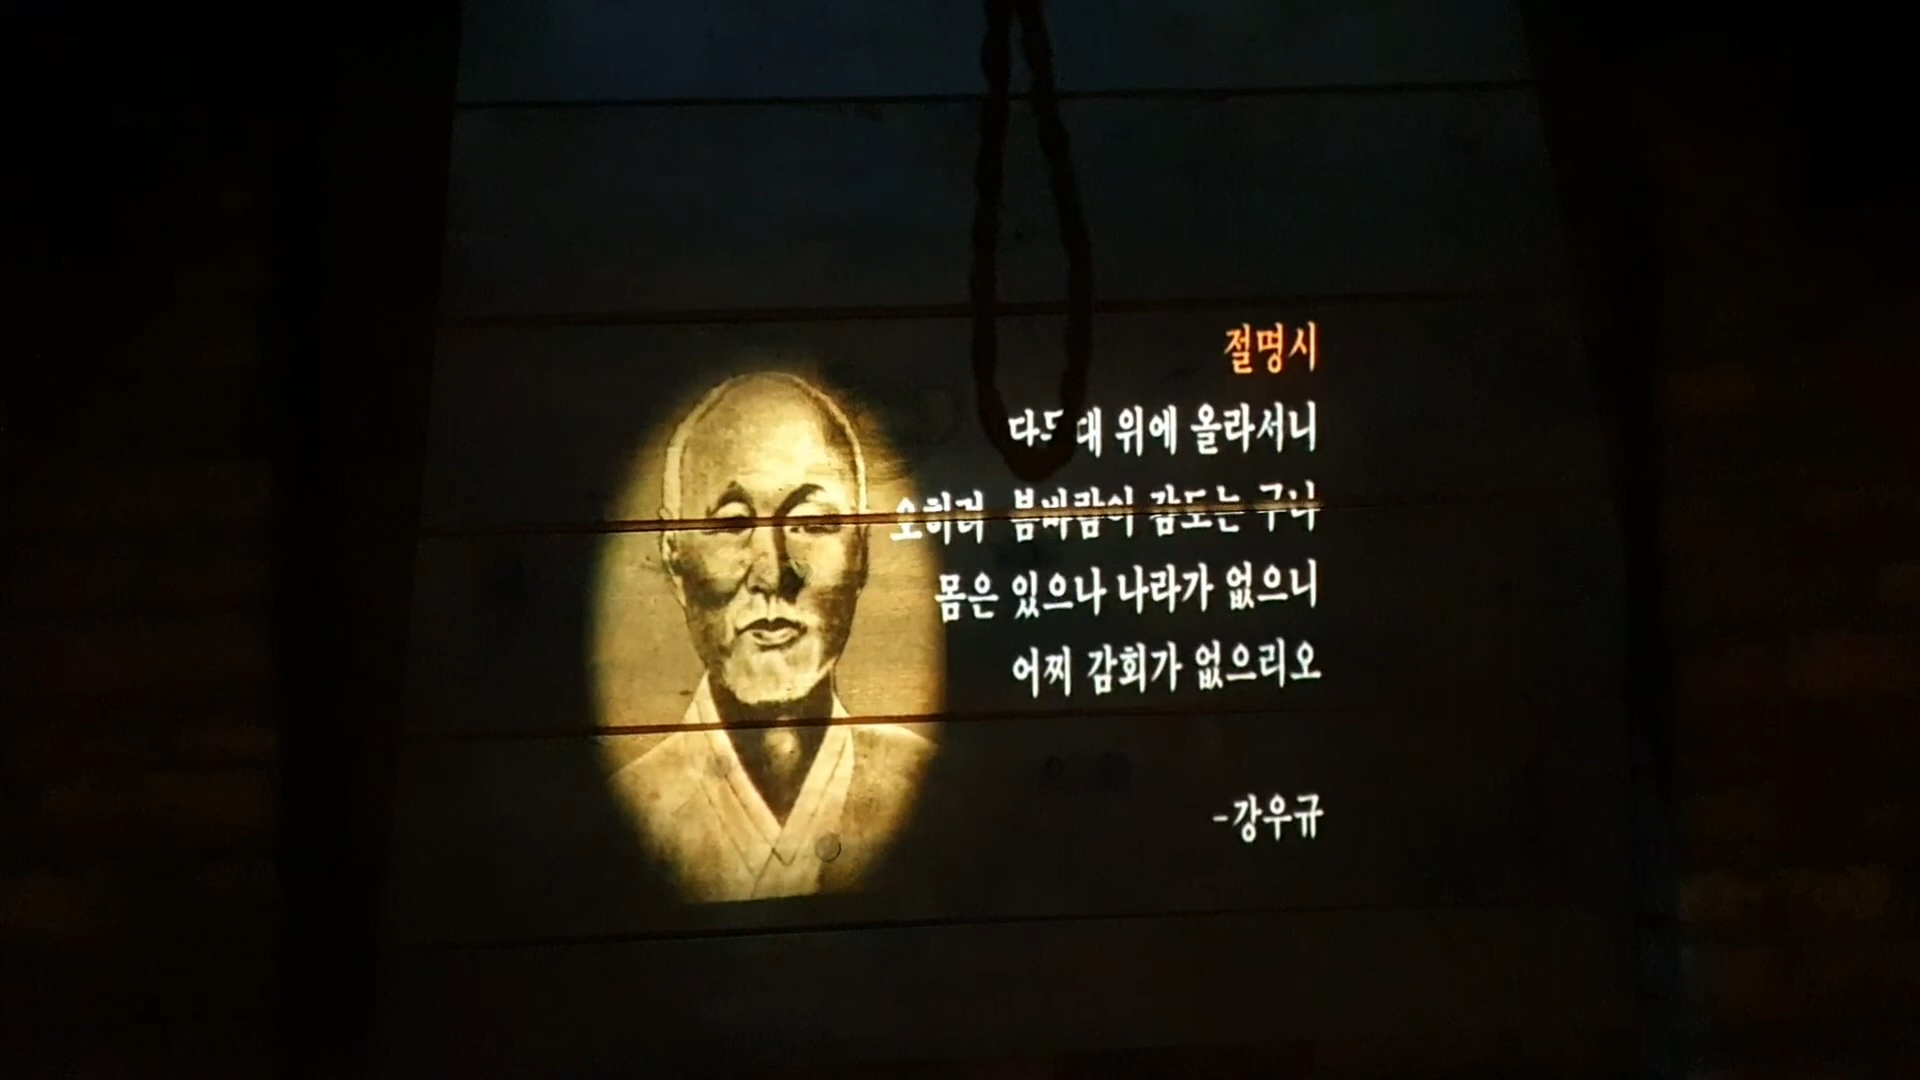 절명시
위에 올라서니
오히려 봄바람이 감도는 구나
몸은 있으나 나라가 없으니
어찌 감회가 없으리오
-강우규